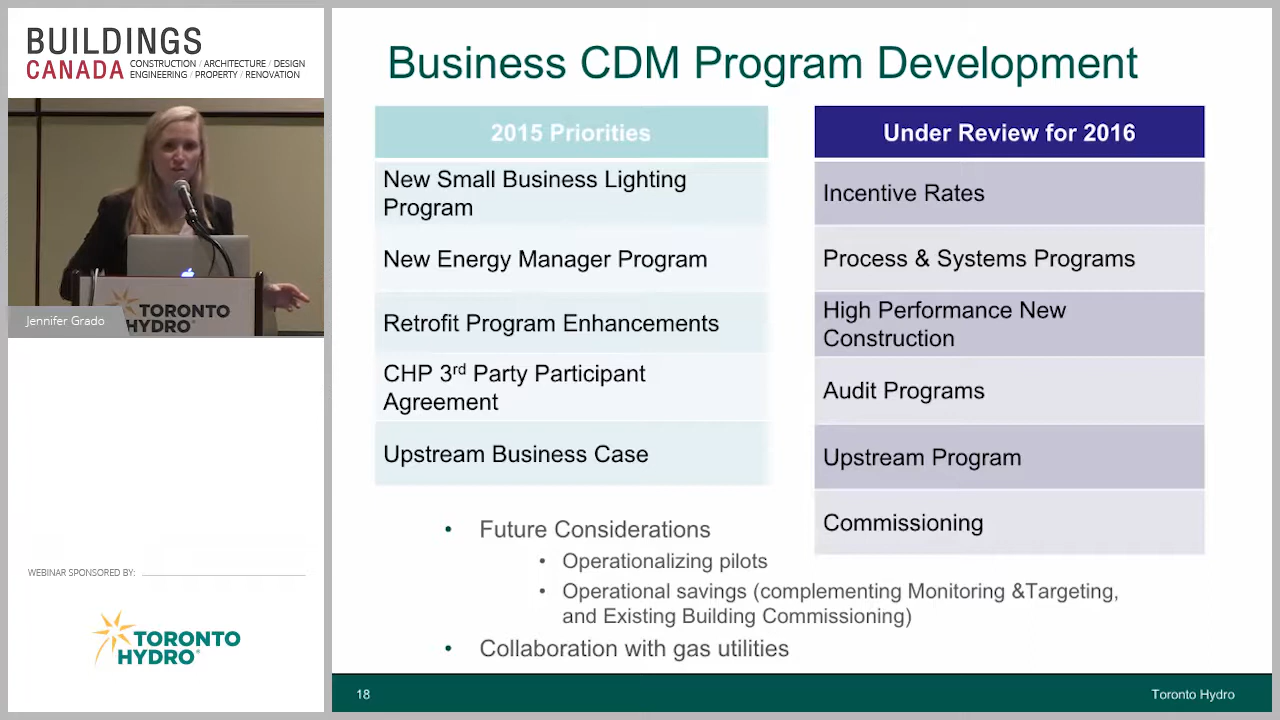 BUILDINGS
CANADA
CONSTRUCTION / ARCHITECTURE / DESIGN
ENGINEERING / PROPERTY / RENOVATION
TORONTO
HYDRO
Jennifer Grado
WEBINAR SPONSORED BY:
TORONTO
HYDRO®
Business CDM Program Development
2015 Priorities
New Small Business Lighting
Program
New Energy Manager Program
Retrofit Program Enhancements
CHP 3rd Party Participant
Agreement
Upstream Business Case
Under Review for 2016
Incentive Rates
Process & Systems Programs
High Performance New
Construction
Audit Programs
Upstream Program
Commissioning
• Future Considerations
• Operationalizing pilots
• Operational savings (complementing Monitoring &Targeting,
and Existing Building Commissioning)
• Collaboration with gas utilities
18
Toronto Hydro